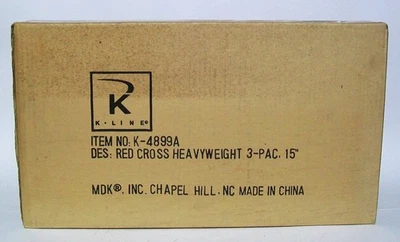 K
K·LINE®
ITEM NO: K-4899A
DES: RED CROSS HEAVYWEIGHT 3-PAC, 15"
MDK®, INC. CHAPEL HILL, NC MADE IN CHINA